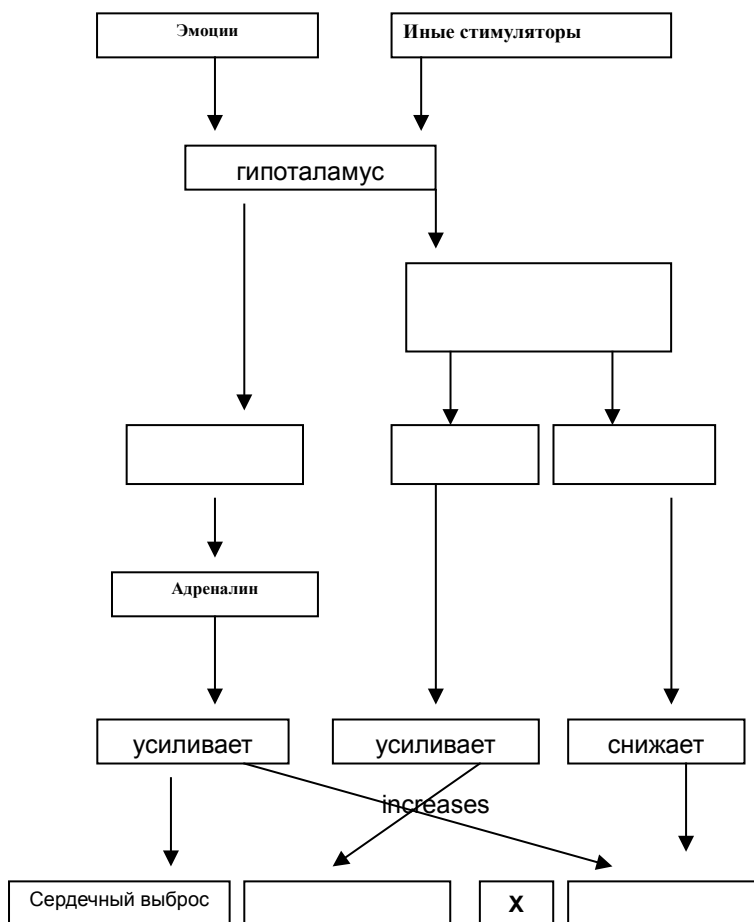 Эмоции
Иные стимуляторы
гипоталамус
Адреналин
усиливает
усиливает
снижает
increases
Сердечный выброс
X